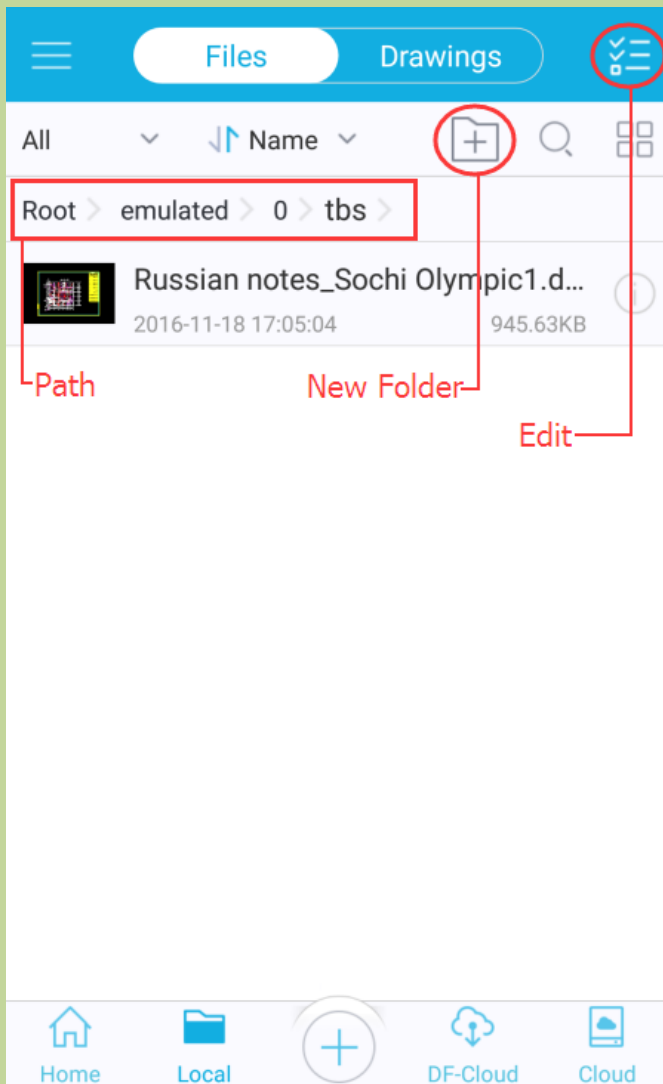 Files Drawings
All Name
Root emulated 0 tbs
Russian notes_Sochi Olympic1.d...
2016-11-18 17:05:04 945.63KB
Path New Folder
Edit
Home Local DF-Cloud Cloud